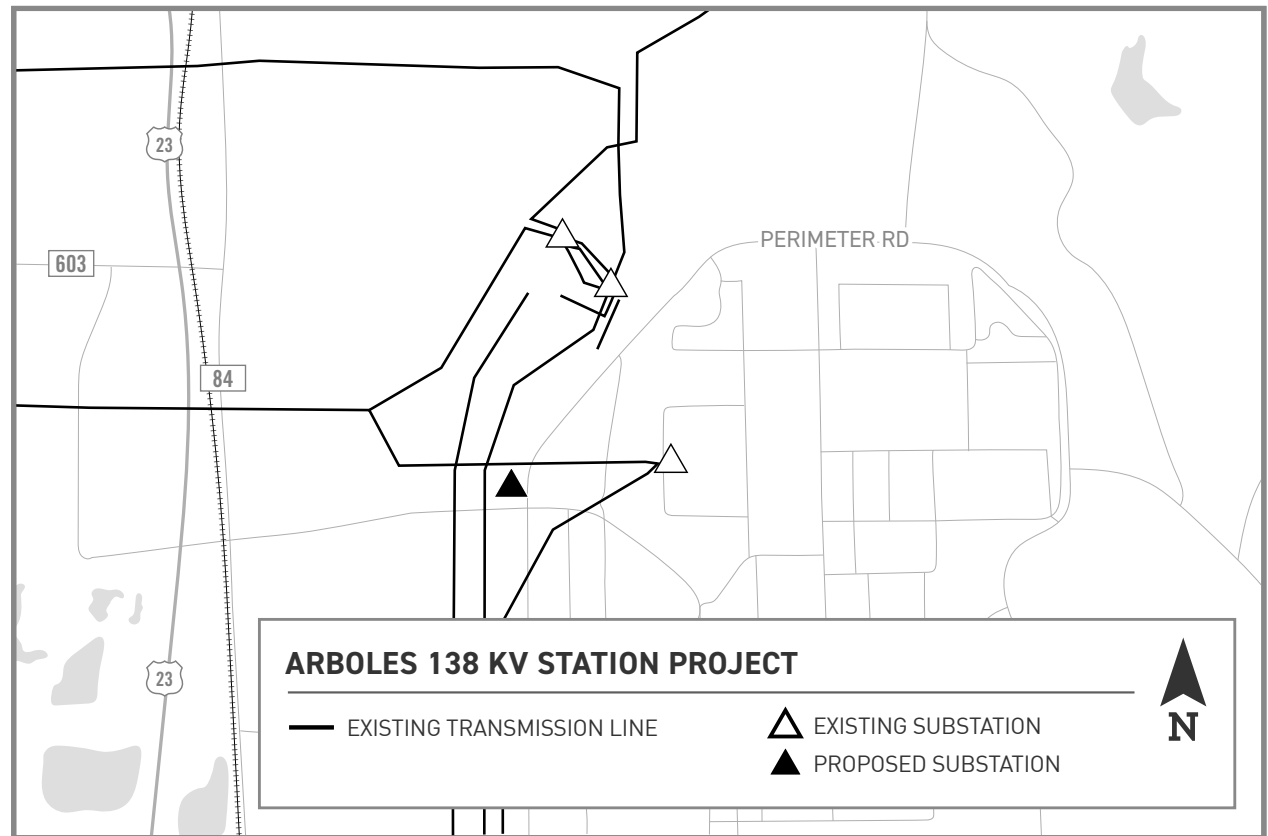 23
PERIMETER RD
603
84
23
ARBOLES 138 KV STATION PROJECT
EXISTING TRANSMISSION LINE
EXISTING SUBSTATION
PROPOSED SUBSTATION
N